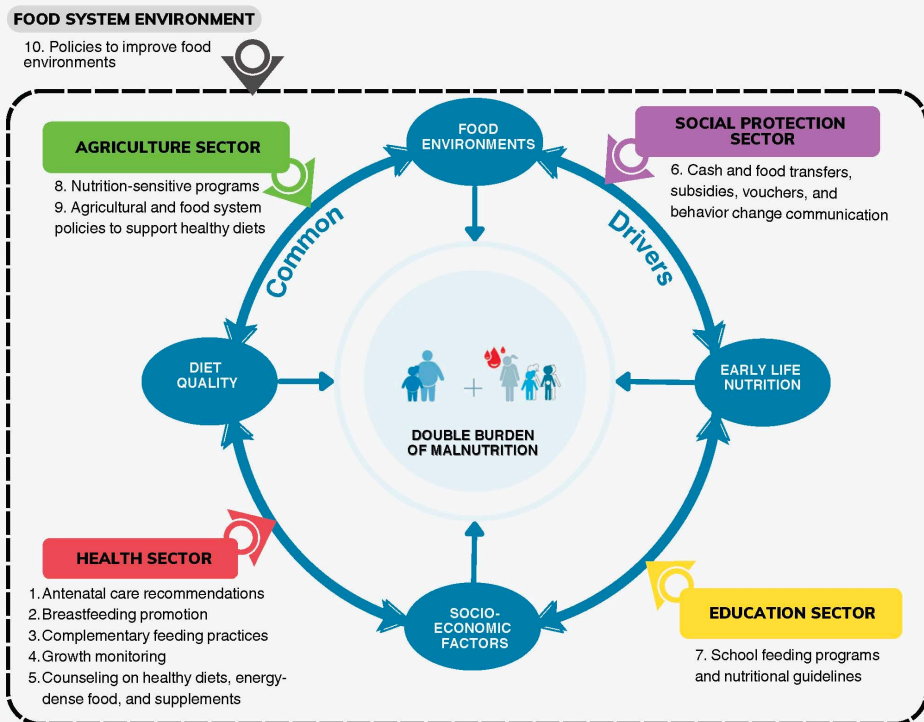 FOOD SYSTEM ENVIRONMENT
10. Policies to improve food
environments
AGRICULTURE SECTOR
8. Nutrition-sensitive programs
9. Agricultural and food system
policies to support healthy diets
FOOD
ENVIRONMENTS
SOCIAL PROTECTION
SECTOR
6. Cash and food transfers,
subsidies, vouchers, and
behavior change communication
Common
Drivers
DIET
QUALITY
EARLY LIFE
NUTRITION
DOUBLE BURDEN
OF MALNUTRITION
HEALTH SECTOR
1. Antenatal care recommendations
2. Breastfeeding promotion
3. Complementary feeding practices
4. Growth monitoring
5. Counseling on healthy diets, energy-
dense food, and supplements
SOCIO-
ECONOMIC
FACTORS
EDUCATION SECTOR
7. School feeding programs
and nutritional guidelines